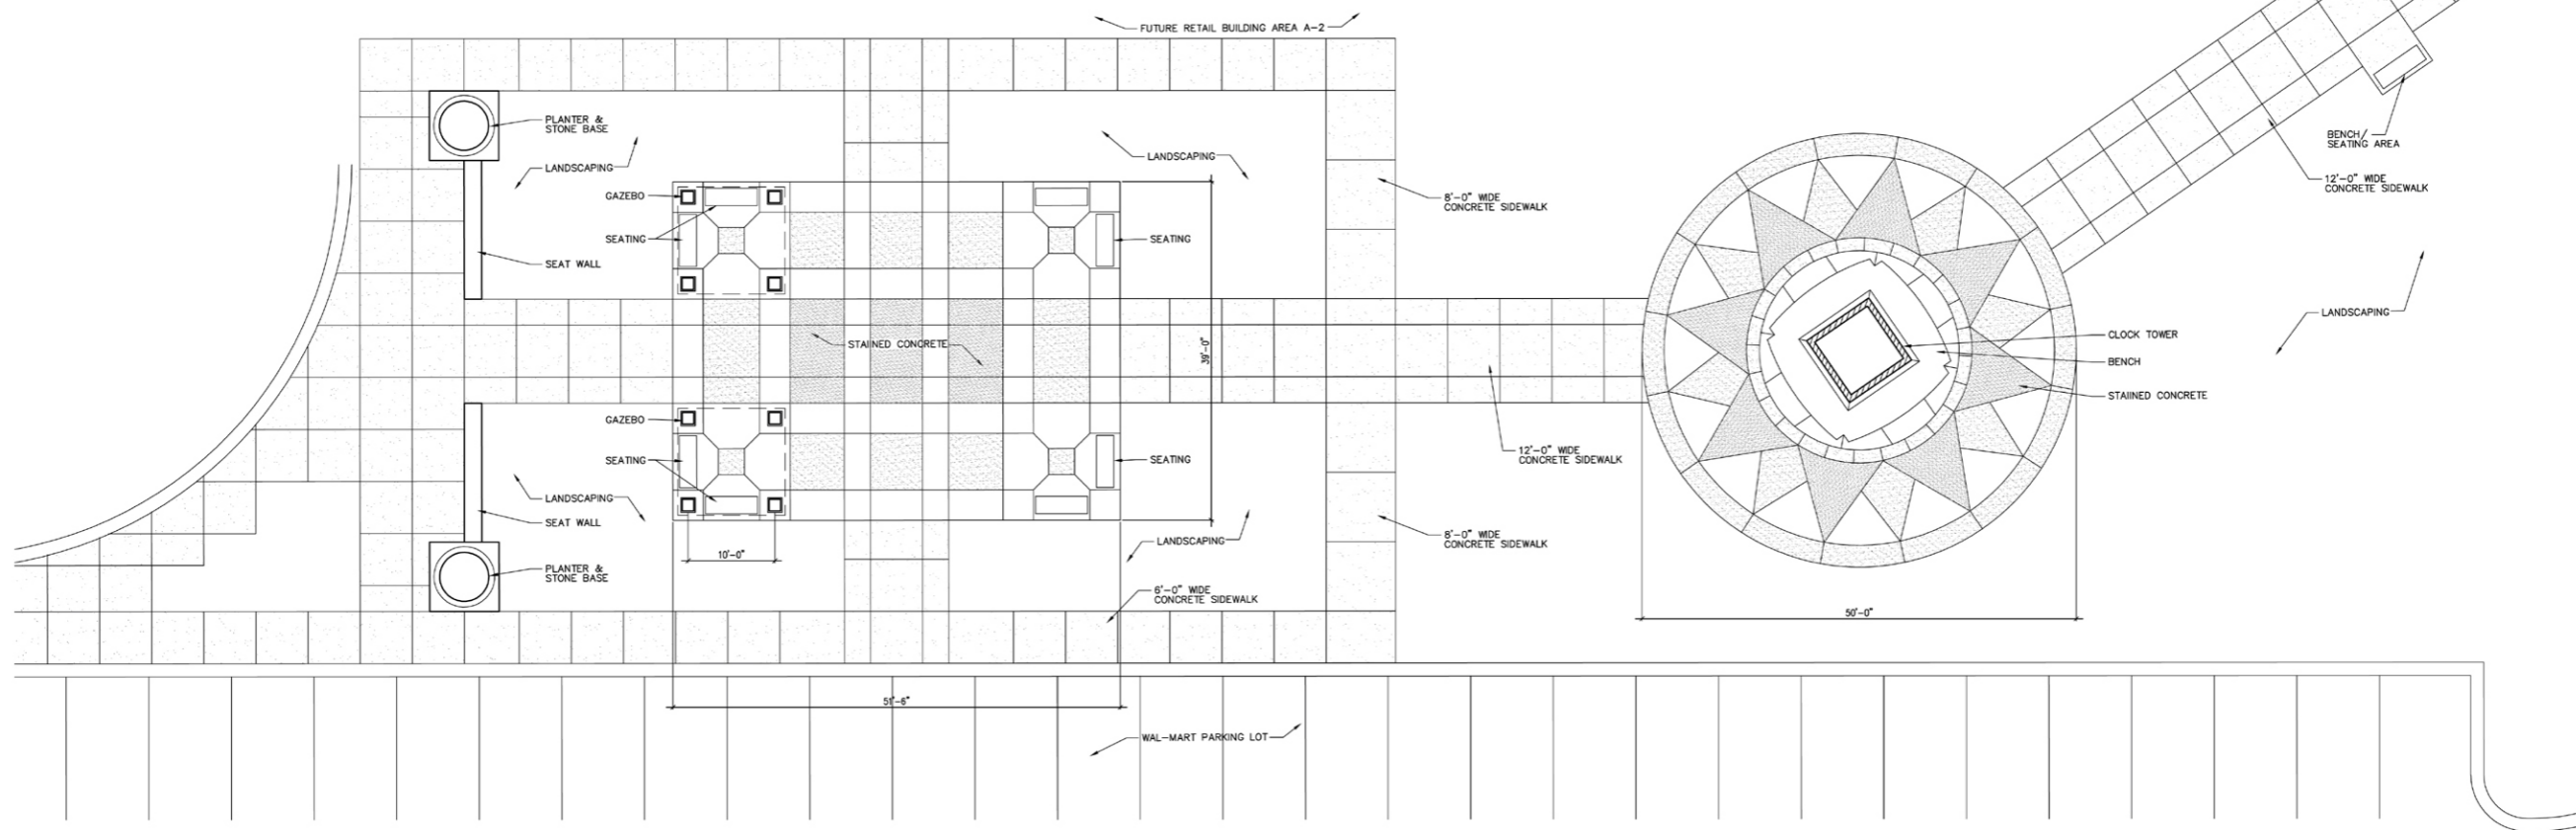 FUTURE RETAIL BUILDING AREA A-2
PLANTER &
STONE BASE
LANDSCAPING
LANDSCAPING
GAZEBO
SEATING
SEATING
SEAT WALL
8'-0" WIDE
CONCRETE SIDEWALK
BENCH/
SEATING AREA
12'-0" WIDE
CONCRETE SIDEWALK
LANDSCAPING
STAIINED CONCRETE
39'-0"
CLOCK TOWER
BENCH
STAIINED CONCRETE
GAZEBO
SEATING
SEATING
12'-0" WIDE
CONCRETE SIDEWALK
LANDSCAPING
SEAT WALL
LANDSCAPING
8'-0" WIDE
CONCRETE SIDEWALK
10'-0"
PLANTER &
STONE BASE
6'-0" WIDE
CONCRETE SIDEWALK
50'-0"
51'-6"
WAL-MART PARKING LOT